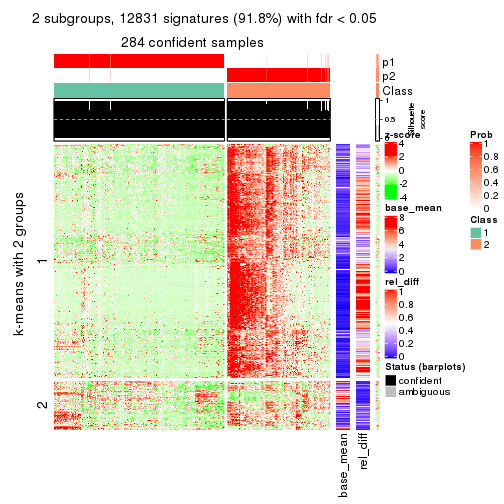 2 subgroups, 12831 signatures (91.8%) with fdr < 0.05
284 confident samples
p1
p2
Class
1
0.5
0
Silhouette
score
k-means with 2 groups
1
2
base_mean
rel_diff
z-score
4
2
0
-2
-4
base_mean
8
6
4
2
0
rel_diff
1
0.8
0.6
0.4
0.2
0
Status (barplots)
confident
ambiguous
Prob
1
0.8
0.6
0.4
0.2
0
Class
1
2